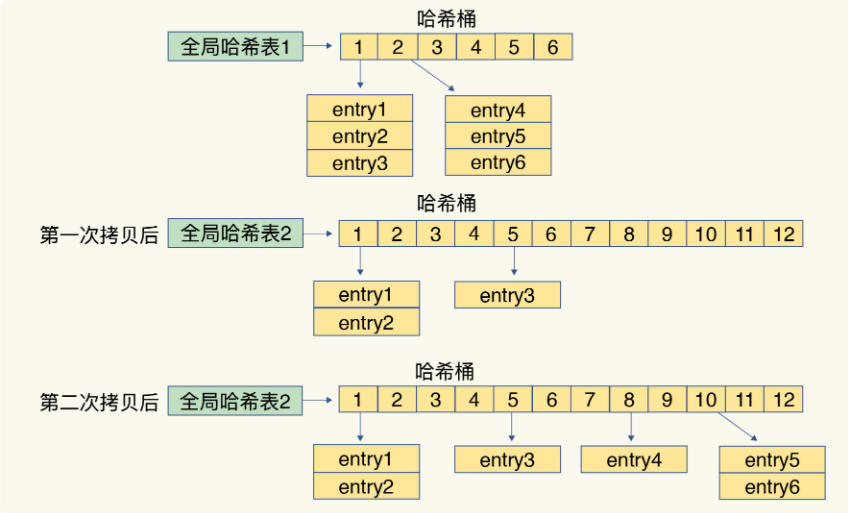 哈希桶
全局哈希表1
1 2 3 4 5 6
entry1 entry4
entry2 entry5
entry3 entry6
哈希桶
第一次拷贝后 全局哈希表2 1 2 3 4 5 6 7 8 9 10 11 12
entry1 entry3
entry2
哈希桶
第二次拷贝后 全局哈希表2 1 2 3 4 5 6 7 8 9 10 11 12
entry1 entry3 entry4 entry5
entry2 entry6